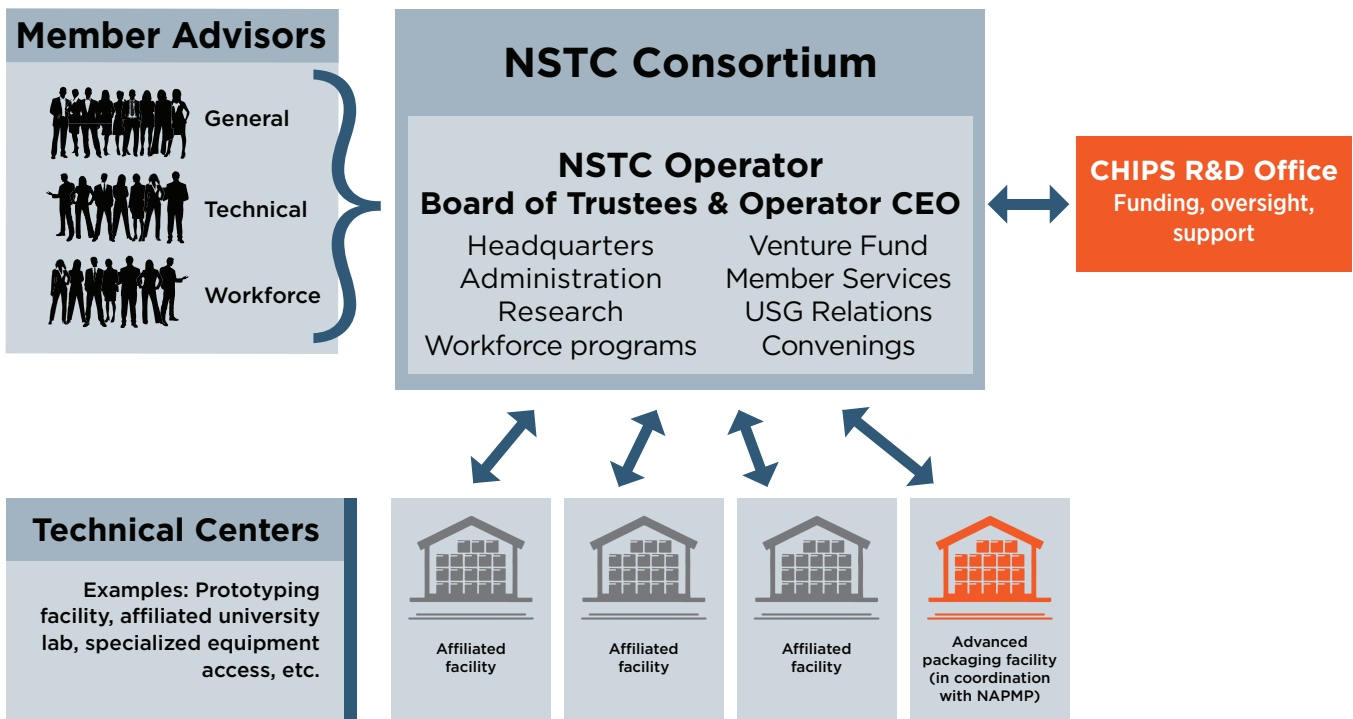 Member Advisors
General
Technical
Workforce
NSTC Consortium
NSTC Operator
Board of Trustees & Operator CEO
Headquarters
Administration
Research
Workforce programs
Venture Fund
Member Services
USG Relations
Convenings
CHIPS R&D Office
Funding, oversight,
support
Technical Centers
Examples: Prototyping
facility, affiliated university
lab, specialized equipment
access, etc.
Affiliated
facility
Affiliated
facility
Affiliated
facility
Advanced
packaging facility
(in coordination
with NAPMP)